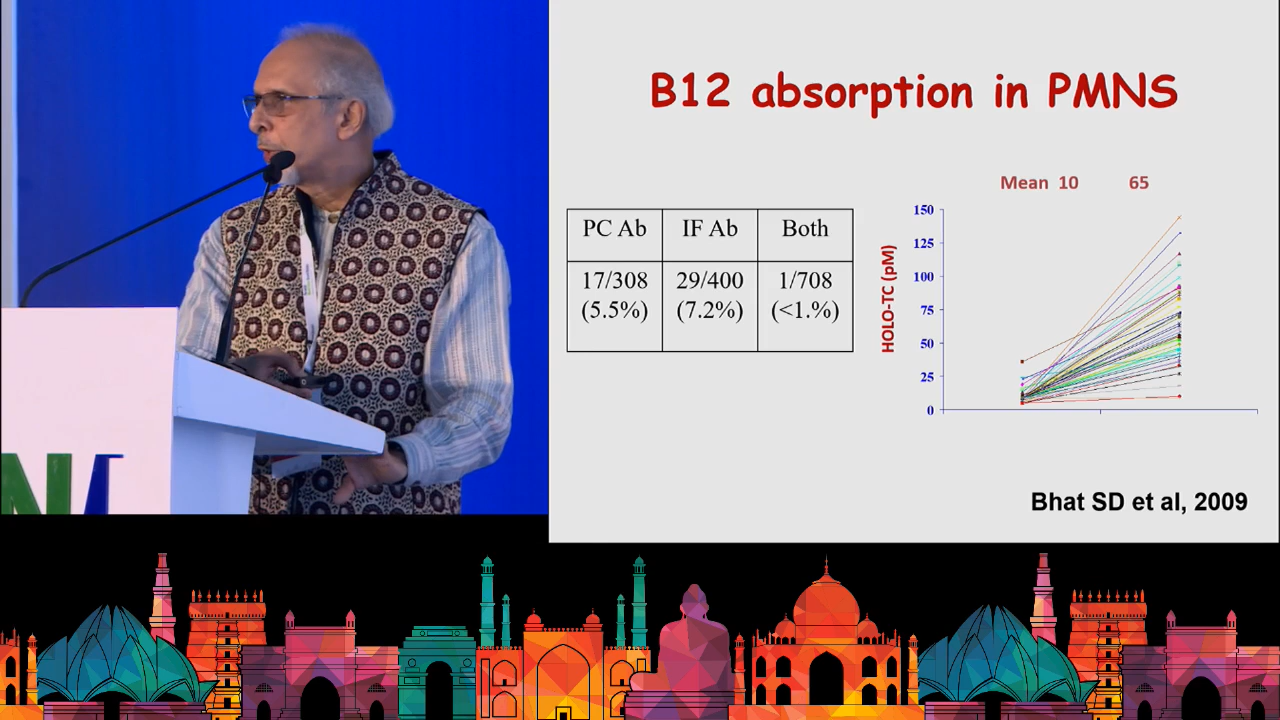 B12 absorption in PMNS
PC Ab IF Ab Both
17/308 29/400 1/708
(5.5%) (7.2%) (<1.%)
Mean 10 65
HOLO-TC (pM)
150
125
100
75
50
25
0
Bhat SD et al, 2009